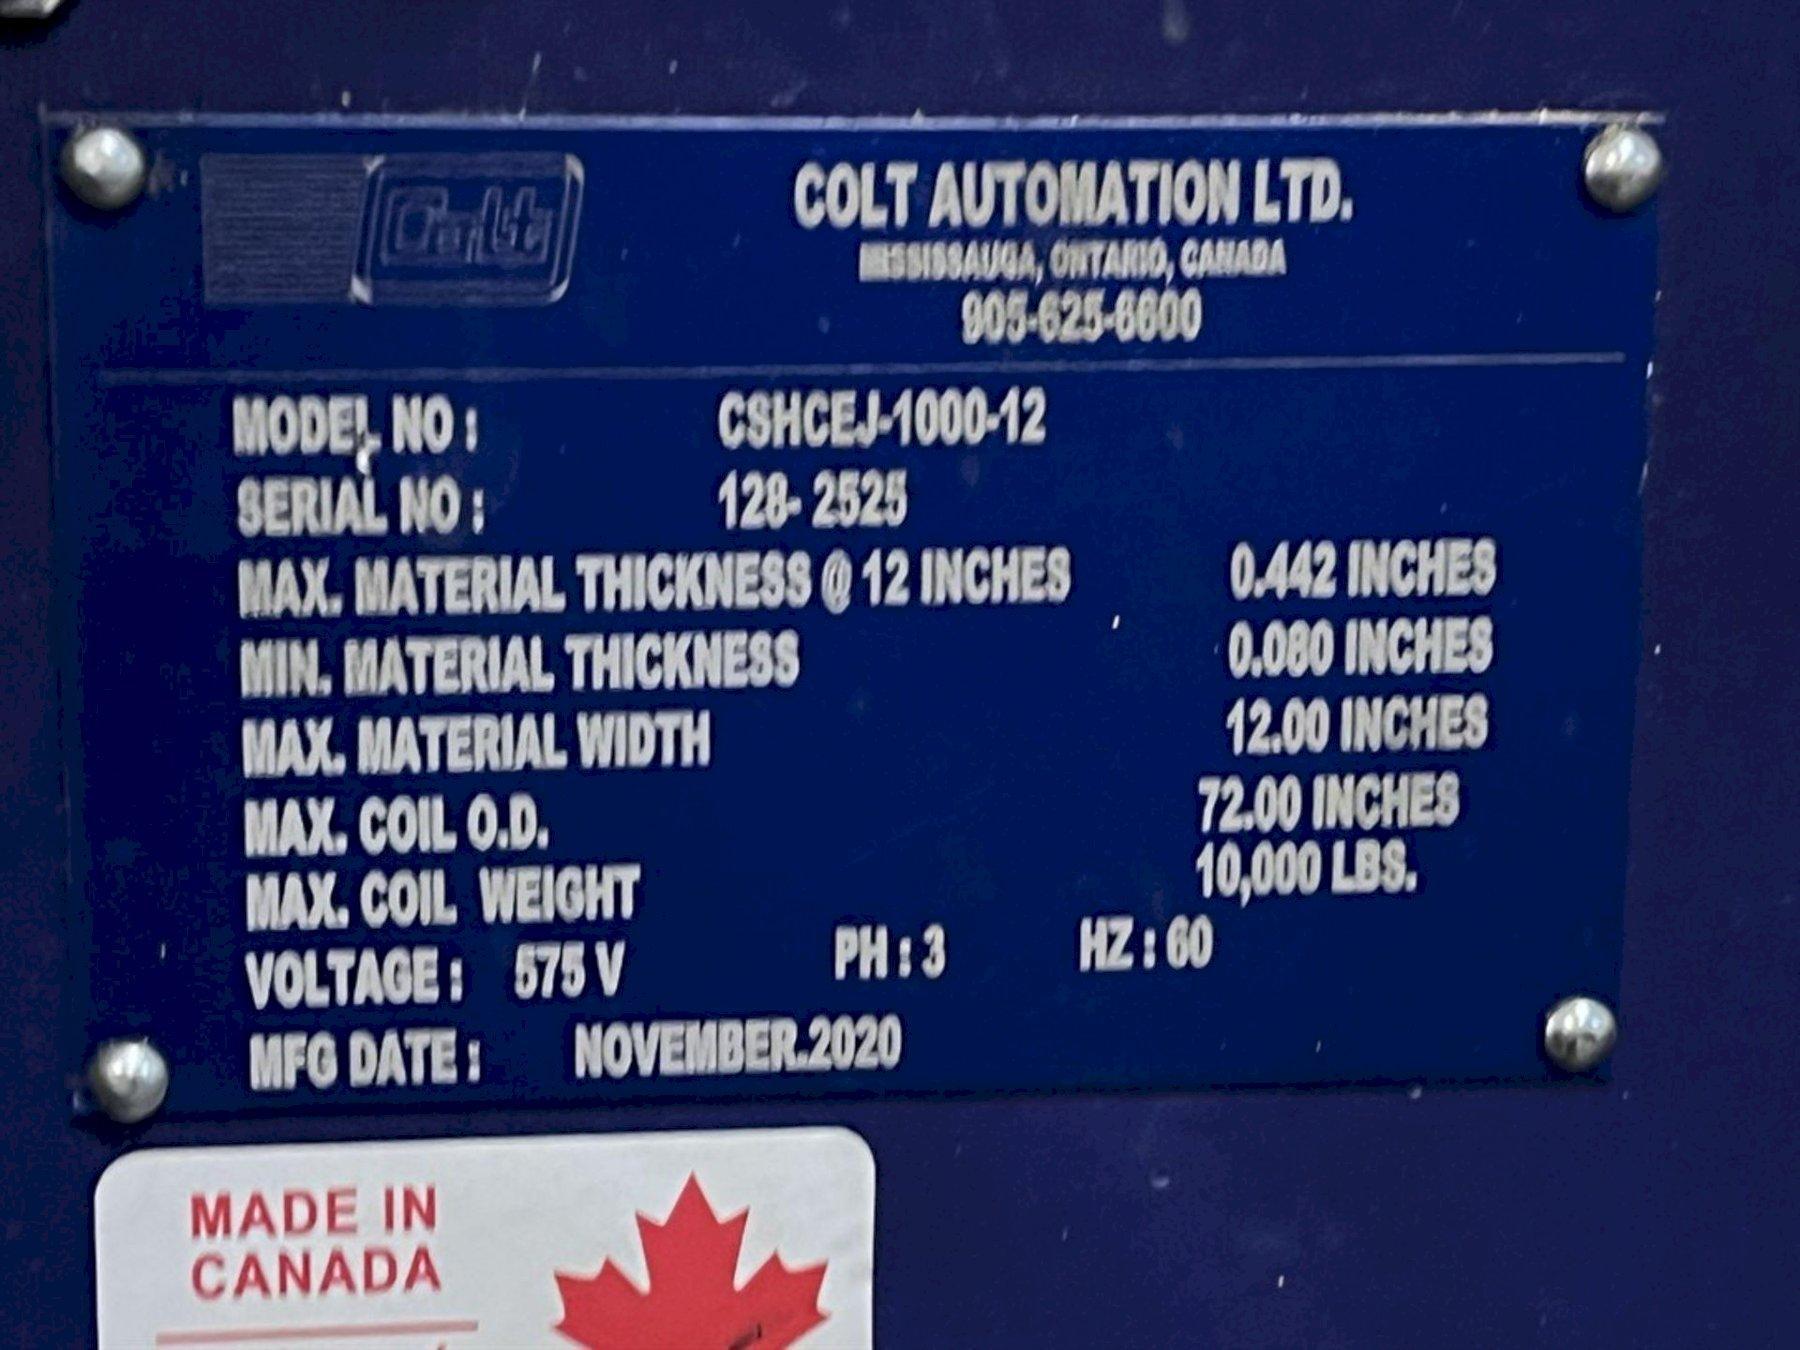 Colt
COLT AUTOMATION LTD.
MISSISSAUGA, ONTARIO, CANADA
905-625-6600
MODEL NO : CSHCEJ-1000-12
SERIAL NO : 128- 2525
MAX. MATERIAL THICKNESS @ 12 INCHES 0.442 INCHES
MIN. MATERIAL THICKNESS 0.080 INCHES
MAX. MATERIAL WIDTH 12.00 INCHES
MAX. COIL O.D. 72.00 INCHES
MAX. COIL WEIGHT 10,000 LBS.
VOLTAGE : 575 V PH : 3 HZ : 60
MFG DATE : NOVEMBER.2020
MADE IN
CANADA